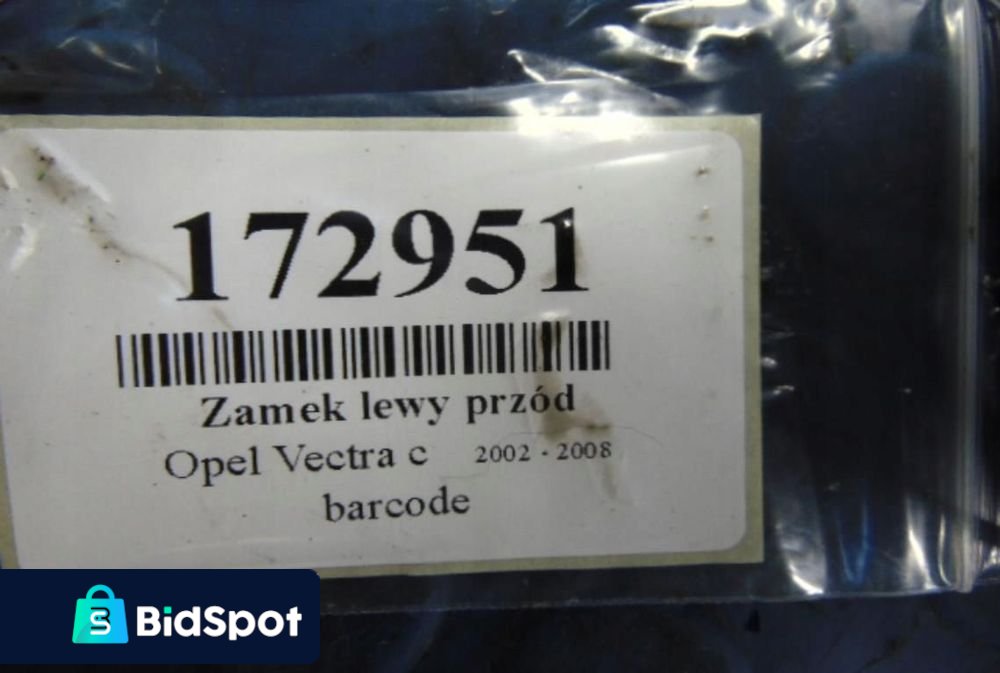 172951
Zamek lewy przód
Opel Vectra c 2002 - 2008
barcode
BidSpot